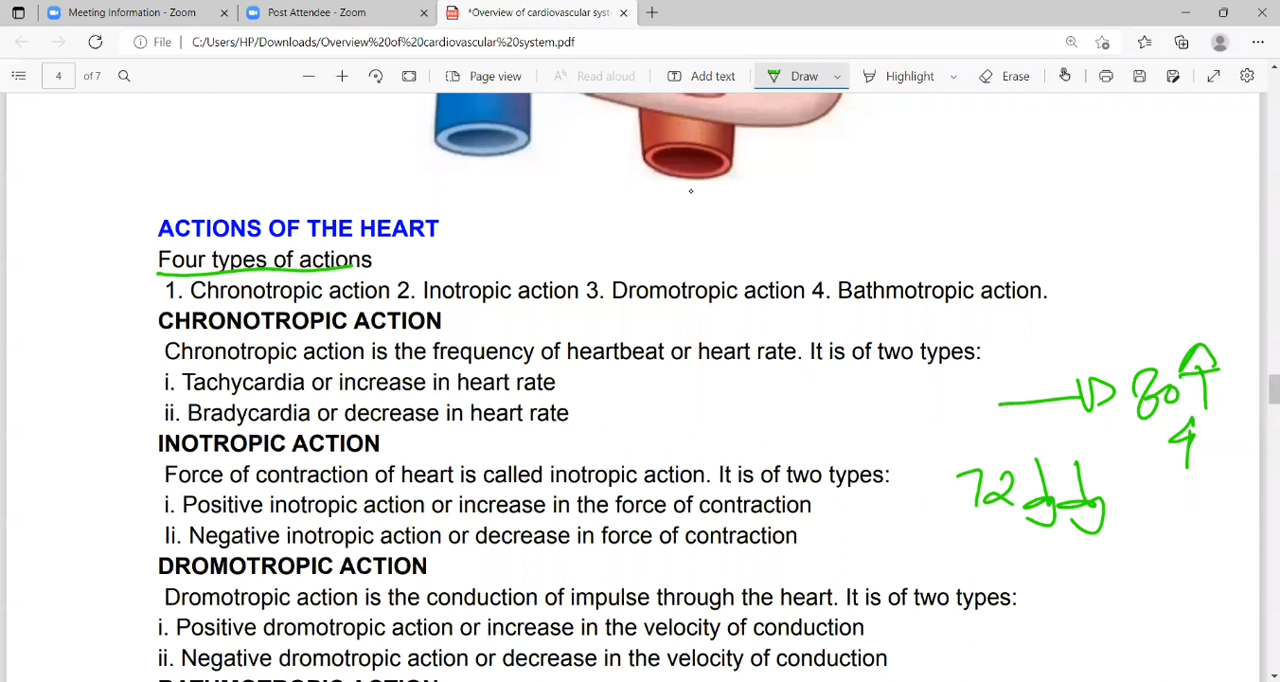 Meeting Information - Zoom
Post Attendee - Zoom
*Overview of cardiovascular syst
File C:/Users/HP/Downloads/Overview%20of%20cardiovascular%20system.pdf
4 of 7 Page view Read aloud Add text Draw Highlight Erase
ACTIONS OF THE HEART
Four types of actions
1. Chronotropic action 2. Inotropic action 3. Dromotropic action 4. Bathmotropic action.
CHRONOTROPIC ACTION
Chronotropic action is the frequency of heartbeat or heart rate. It is of two types:
i. Tachycardia or increase in heart rate
80
ii. Bradycardia or decrease in heart rate
INOTROPIC ACTION
Force of contraction of heart is called inotropic action. It is of two types:
72
i. Positive inotropic action or increase in the force of contraction
Ii. Negative inotropic action or decrease in force of contraction
DROMOTROPIC ACTION
Dromotropic action is the conduction of impulse through the heart. It is of two types:
i. Positive dromotropic action or increase in the velocity of conduction
ii. Negative dromotropic action or decrease in the velocity of conduction